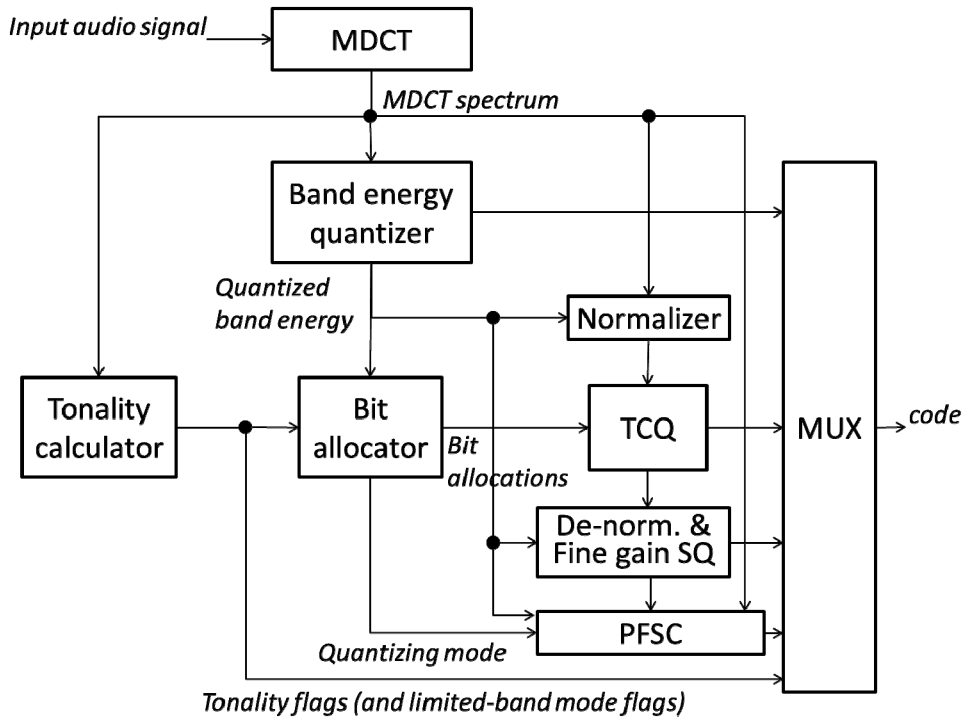 Input audio signal
MDCT
MDCT spectrum
Band energy
quantizer
Quantized
band energy
Normalizer
Tonality
calculator
Bit
allocator
Bit
allocations
TCQ
MUX
code
De-norm. &
Fine gain SQ
PFSC
Quantizing mode
Tonality flags (and limited-band mode flags)